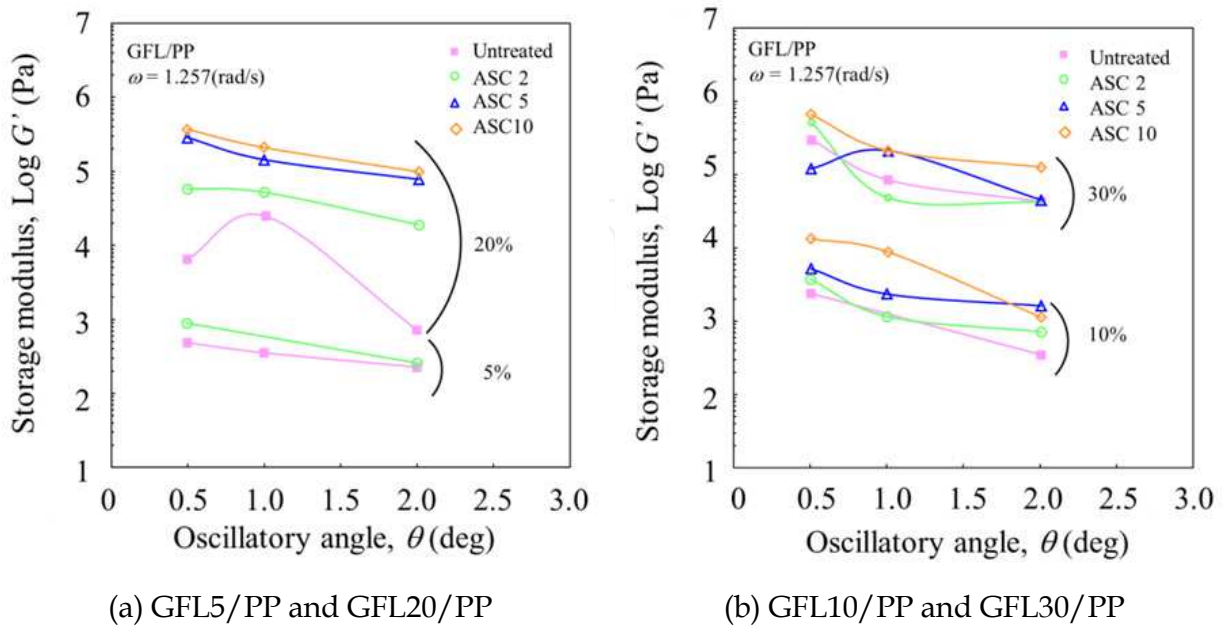 7
6
5
4
3
2
1
Storage modulus, Log G' (Pa)
GFL/PP
ω = 1.257(rad/s)
Untreated
ASC 2
ASC 5
ASC10
20%
5%
0 0.5 1.0 1.5 2.0 2.5 3.0
Oscillatory angle, θ (deg)
(a) GFL5/PP and GFL20/PP
7
6
5
4
3
2
1
Storage modulus, Log G' (Pa)
GFL/PP
ω = 1.257(rad/s)
Untreated
ASC 2
ASC 5
ASC 10
30%
10%
0 0.5 1.0 1.5 2.0 2.5 3.0
Oscillatory angle, θ (deg)
(b) GFL10/PP and GFL30/PP